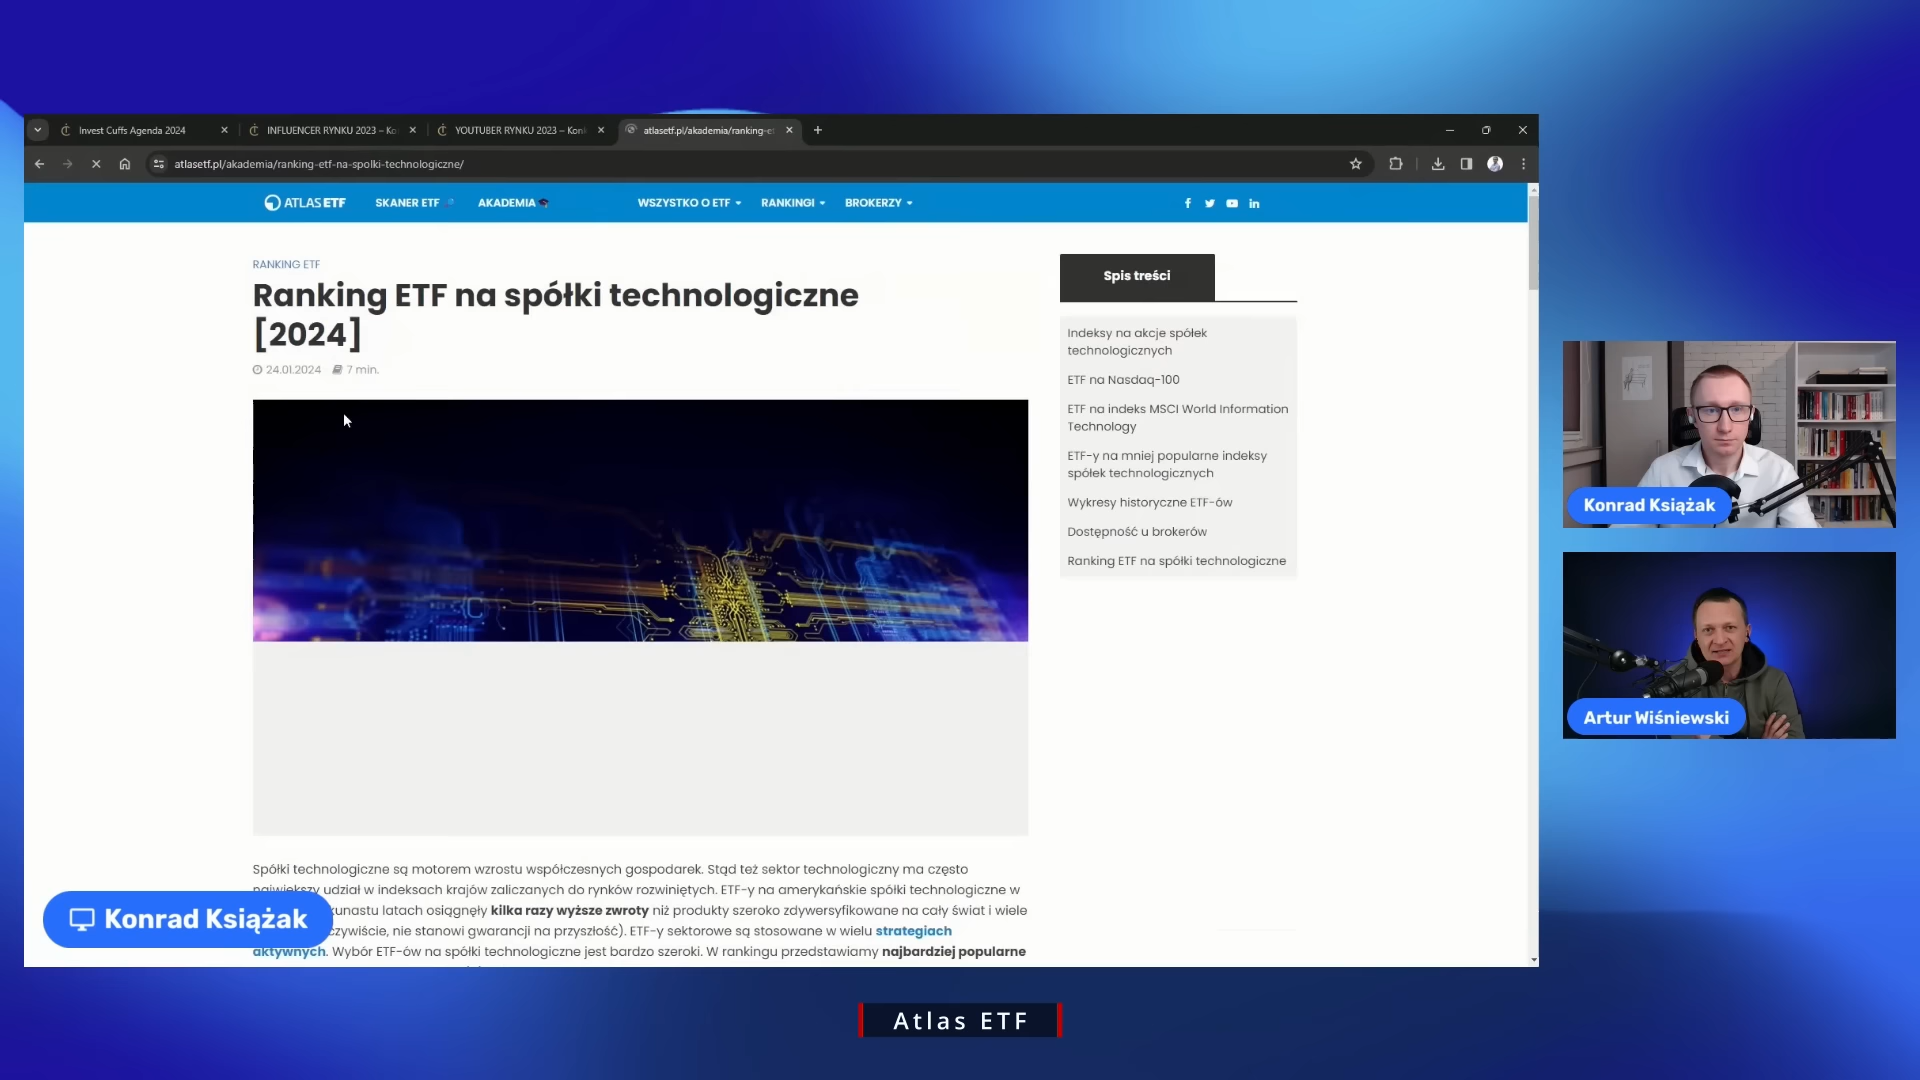 Invest Cuffs Agenda 2024
INFLUENCER RYNKU 2023 – Ko
YOUTUBER RYNKU 2023 – Kon
atlasetf.pl/akademia/ranking-et
atlasetf.pl/akademia/ranking-etf-na-spolki-technologiczne/
ATLAS ETF
SKANER ETF
AKADEMIA
WSZYSTKO O ETF
RANKINGI
BROKERZY
RANKING ETF
Ranking ETF na spółki technologiczne
[2024]
24.01.2024 7 min.
Spis treści
Indeksy na akcje spółek
technologicznych
ETF na Nasdaq-100
ETF na indeks MSCI World Information
Technology
ETF-y na mniej popularne indeksy
spółek technologicznych
Wykresy historyczne ETF-ów
Dostępność u brokerów
Ranking ETF na spółki technologiczne
Spółki technologiczne są motorem wzrostu współczesnych gospodarek. Stąd też sektor technologiczny ma często
największy udział w indeksach krajów zaliczanych do rynków rozwiniętych. ETF-y na amerykańskie spółki technologiczne w
kunastu latach osiągnęły kilka razy wyższe zwroty niż produkty szeroko zdywersyfikowane na cały świat i wiele
czywiście, nie stanowi gwarancji na przyszłość). ETF-y sektorowe są stosowane w wielu strategiach
aktywnych. Wybór ETF-ów na spółki technologiczne jest bardzo szeroki. W rankingu przedstawiamy najbardziej popularne
Konrad Książak
Konrad Książak
Artur Wiśniewski
Atlas ETF